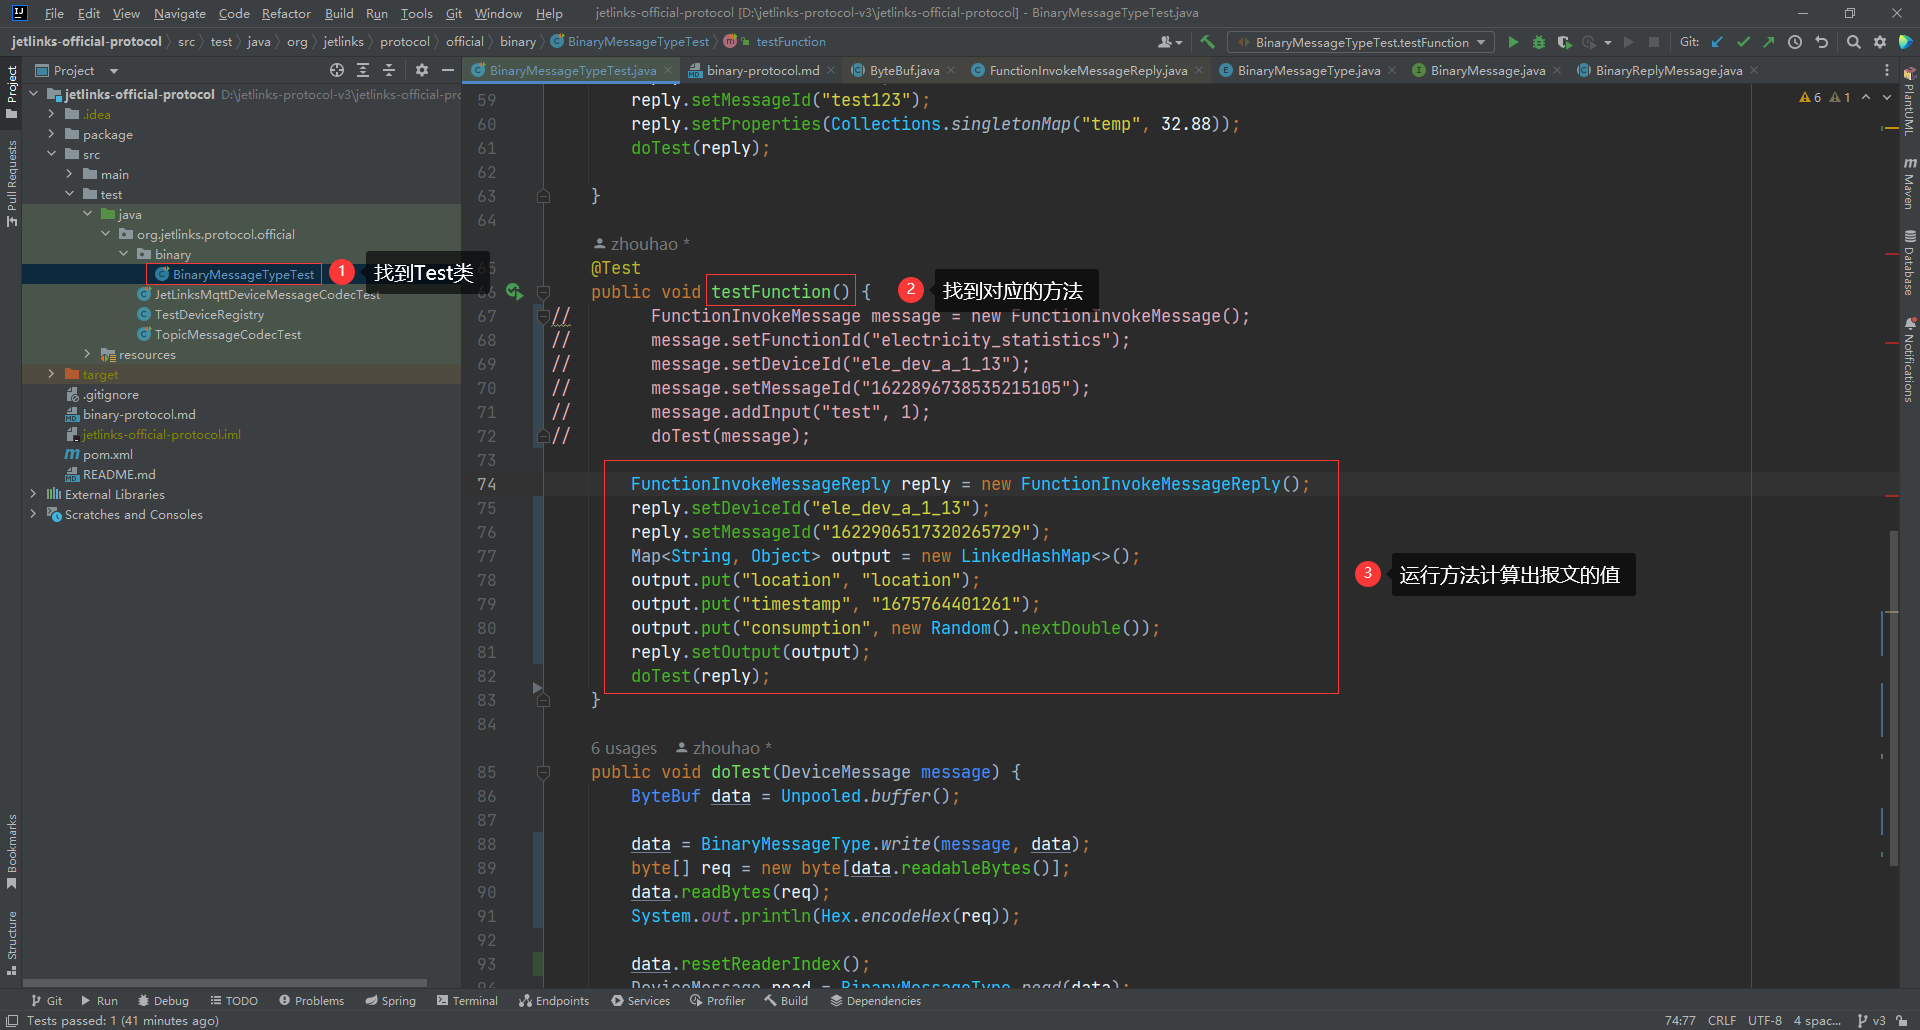 File Edit View Navigate Code Refactor Build Run Tools Git Window Help jetlinks-official-protocol [D:\jetlinks-protocol-v3\jetlinks-official-protocol] - BinaryMessageTypeTest.java
jetlinks-official-protocol src test java org jetlinks protocol official binary BinaryMessageTypeTest testFunction BinaryMessageTypeTest.testFunction Git:
Project BinaryMessageTypeTest.java binary-protocol.md ByteBuf.java FunctionInvokeMessageReply.java BinaryMessageType.java BinaryMessage.java BinaryReplyMessage.java
Project
Pull Requests
Bookmarks
Structure
jetlinks-official-protocol D:\jetlinks-protocol-v3\jetlinks-official-pro
.idea
package
src
main
test
java
org.jetlinks.protocol.official
binary
BinaryMessageTypeTest
1 找到Test类
JetLinksMqttDeviceMessageCodecTest
TestDeviceRegistry
TopicMessageCodecTest
resources
target
.gitignore
binary-protocol.md
jetlinks-official-protocol.iml
pom.xml
README.md
External Libraries
Scratches and Consoles
6 1
59 reply.setMessageId("test123");
60 reply.setProperties(Collections.singletonMap("temp", 32.88));
61 doTest(reply);
62
63 }
64
zhouhao *
65 @Test
66 public void testFunction() {
2 找到对应的方法
67 // FunctionInvokeMessage message = new FunctionInvokeMessage();
68 // message.setFunctionId("electricity_statistics");
69 // message.setDeviceId("ele_dev_a_1_13");
70 // message.setMessageId("1622896738535215105");
71 // message.addInput("test", 1);
72 // doTest(message);
73
74 FunctionInvokeMessageReply reply = new FunctionInvokeMessageReply();
75 reply.setDeviceId("ele_dev_a_1_13");
76 reply.setMessageId("1622906517320265729");
77 Map<String, Object> output = new LinkedHashMap<>();
78 output.put("location", "location");
3 运行方法计算出报文的值
79 output.put("timestamp", "1675764401261");
80 output.put("consumption", new Random().nextDouble());
81 reply.setOutput(output);
82 doTest(reply);
83 }
84
6 usages zhouhao *
85 public void doTest(DeviceMessage message) {
86 ByteBuf data = Unpooled.buffer();
87
88 data = BinaryMessageType.write(message, data);
89 byte[] req = new byte[data.readableBytes()];
90 data.readBytes(req);
91 System.out.println(Hex.encodeHex(req));
92
93 data.resetReaderIndex();
94 DeviceMessage read = BinaryMessageType.read(data);
PlantUML
m Maven
Database
Notifications
Git Run Debug TODO Problems Spring Terminal Endpoints Services Profiler Build Dependencies
Tests passed: 1 (41 minutes ago) 74:77 CRLF UTF-8 4 spac... v3